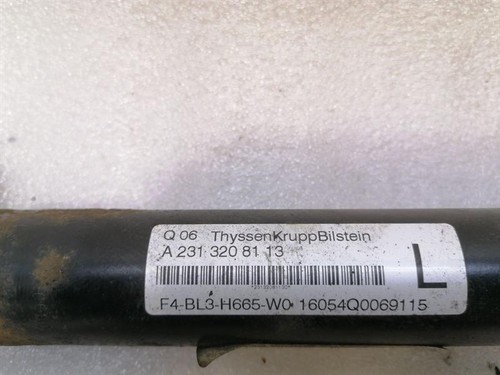 Q 06 ThyssenKruppBilstein
A 231 320 81 13
L
F4-BL3-H665-W0 16054Q0069115